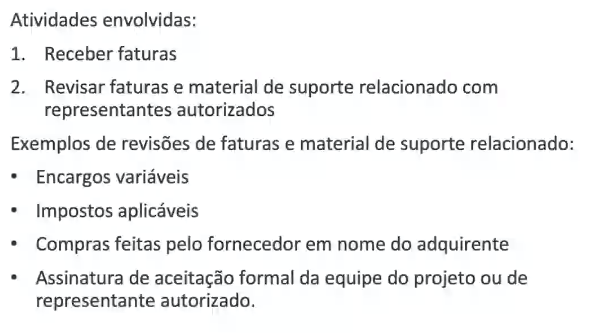 Atividades envolvidas:
1. Receber faturas
2. Revisar faturas e material de suporte relacionado com
representantes autorizados
Exemplos de revisões de faturas e material de suporte relacionado:
• Encargos variáveis
• Impostos aplicáveis
• Compras feitas pelo fornecedor em nome do adquirente
• Assinatura de aceitação formal da equipe do projeto ou de
representante autorizado.